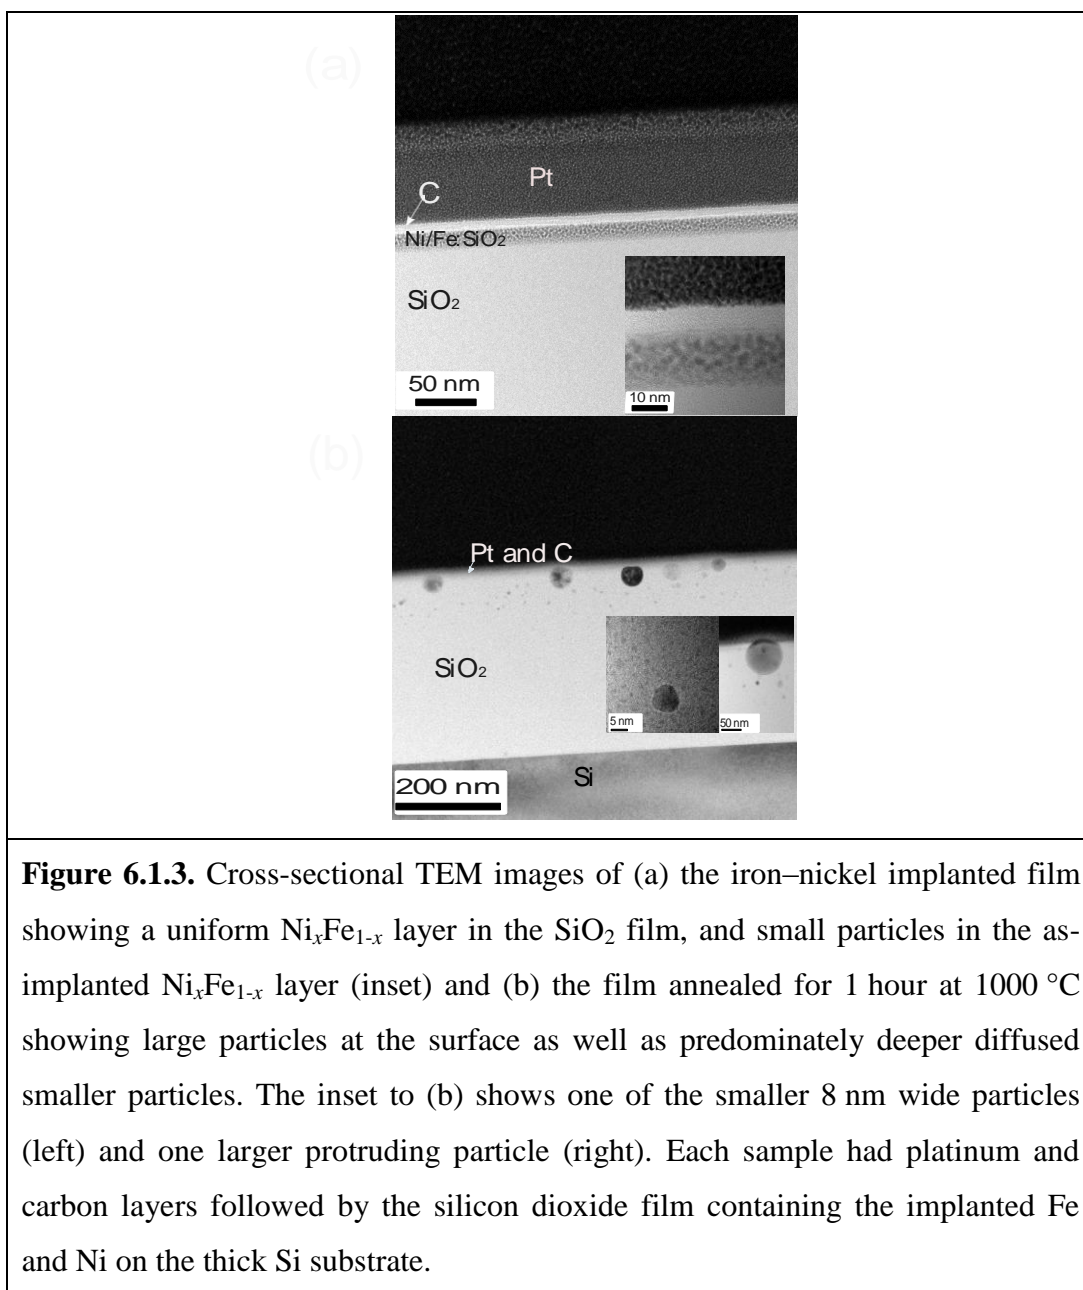 (a)
Pt
C
Ni/Fe:SiO₂
SiO₂
50 nm
10 nm
(b)
Pt and C
SiO₂
5 nm
50 nm
Si
200 nm
Figure 6.1.3. Cross-sectional TEM images of (a) the iron–nickel implanted film
showing a uniform NiₓFe₁₋ₓ layer in the SiO₂ film, and small particles in the as-
implanted NiₓFe₁₋ₓ layer (inset) and (b) the film annealed for 1 hour at 1000 °C
showing large particles at the surface as well as predominately deeper diffused
smaller particles. The inset to (b) shows one of the smaller 8 nm wide particles
(left) and one larger protruding particle (right). Each sample had platinum and
carbon layers followed by the silicon dioxide film containing the implanted Fe
and Ni on the thick Si substrate.